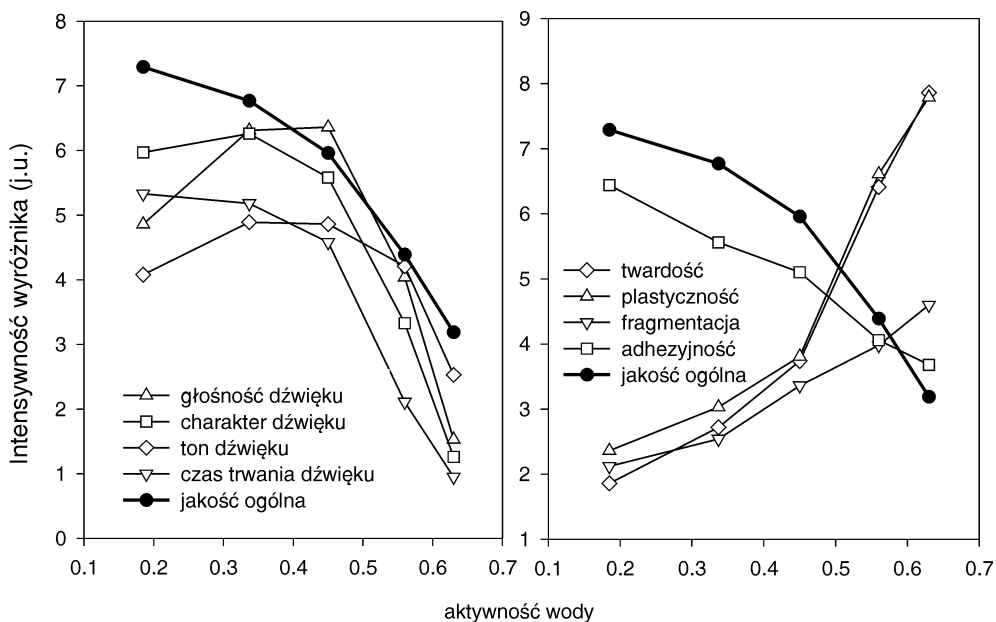 Intensywność wyróżnika (j.u.)
8
7
6
5
4
3
2
1
0
głośność dźwięku
charakter dźwięku
ton dźwięku
czas trwania dźwięku
jakość ogólna
0.1 0.2 0.3 0.4 0.5 0.6 0.7
9
8
7
6
5
4
3
2
1
twardość
plastyczność
fragmentacja
adhezyjność
jakość ogólna
0.1 0.2 0.3 0.4 0.5 0.6 0.7
aktywność wody